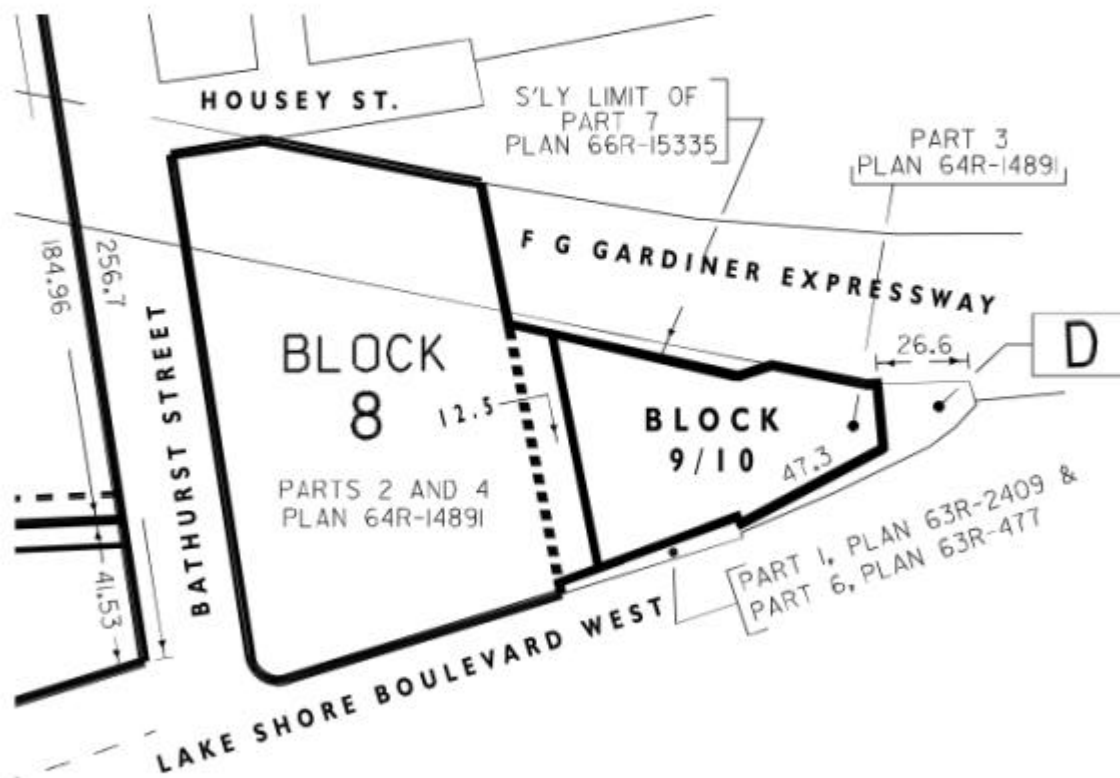 HOUSEY ST.
S'LY LIMIT OF
PART 7
PLAN 66R-15335
PART 3
PLAN 64R-14891
F G GARDINER EXPRESSWAY
256.7
184.96
BATHURST STREET
BLOCK
8
12.5
PARTS 2 AND 4
PLAN 64R-14891
BLOCK
9/10
47.3
26.6
D
41.53
PART 1, PLAN 63R-2409 &
PART 6, PLAN 63R-477
LAKE SHORE BOULEVARD WEST